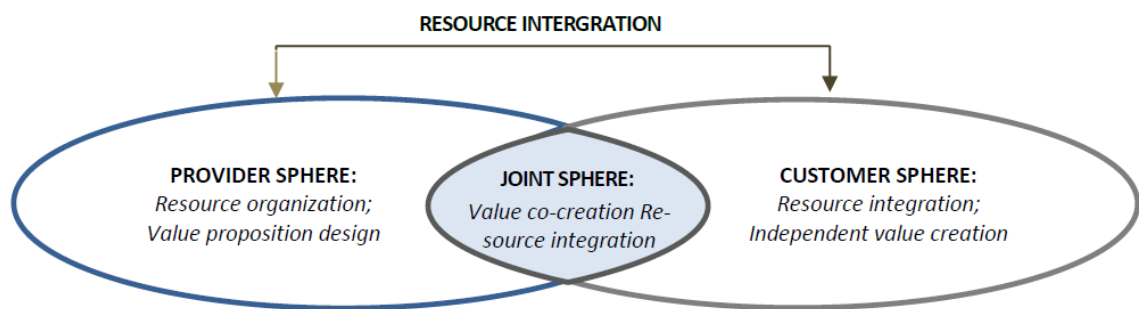 RESOURCE INTERGRATION
PROVIDER SPHERE:
Resource organization;
Value proposition design
JOINT SPHERE:
Value co-creation Re-
source integration
CUSTOMER SPHERE:
Resource integration;
Independent value creation